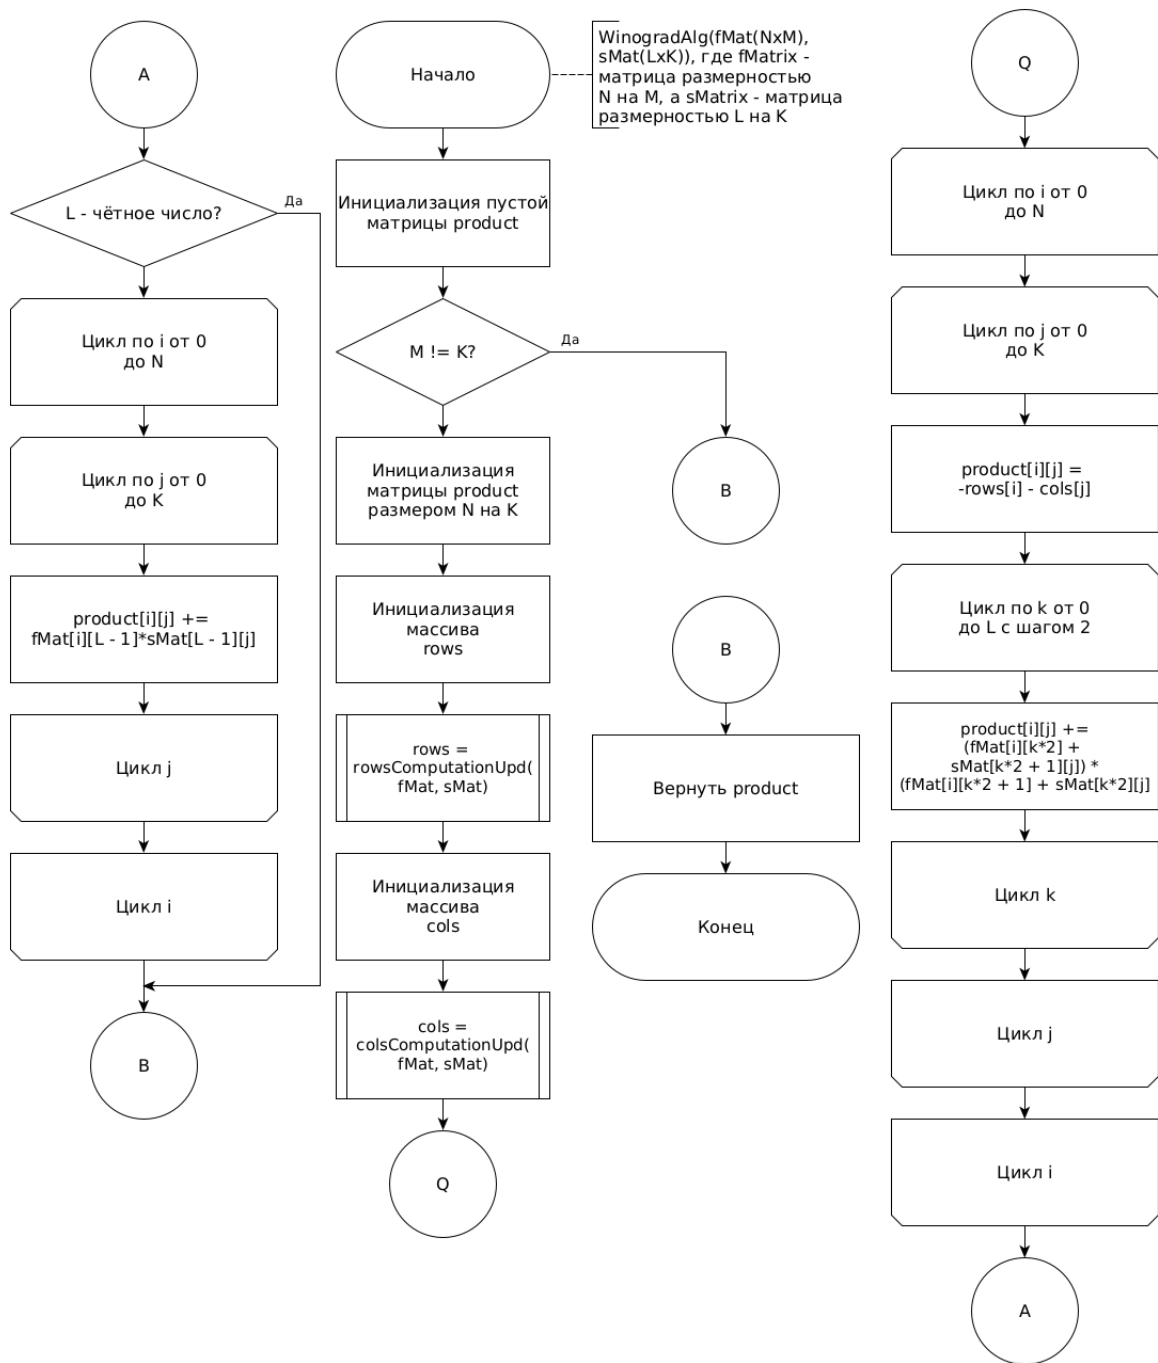 A
L - чётное число?
Да
Цикл по i от 0
до N
Цикл по j от 0
до K
product[i][j] +=
fMat[i][L - 1]*sMat[L - 1][j]
Цикл j
Цикл i
B
Начало
WinogradAlg(fMat(NxM),
sMat(LxK)), где fMatrix -
матрица размерностью
N на M, а sMatrix - матрица
размерностью L на K
Инициализация пустой
матрицы product
M != K?
Да
Инициализация
матрицы product
размером N на K
Инициализация
массива
rows
rows =
rowsComputationUpd(
fMat, sMat)
Инициализация
массива
cols
cols =
colsComputationUpd(
fMat, sMat)
Q
B
B
Вернуть product
Конец
Q
Цикл по i от 0
до N
Цикл по j от 0
до K
product[i][j] =
-rows[i] - cols[j]
Цикл по k от 0
до L с шагом 2
product[i][j] +=
(fMat[i][k*2] +
sMat[k*2 + 1][j]) *
(fMat[i][k*2 + 1] + sMat[k*2][j]
Цикл k
Цикл j
Цикл i
A